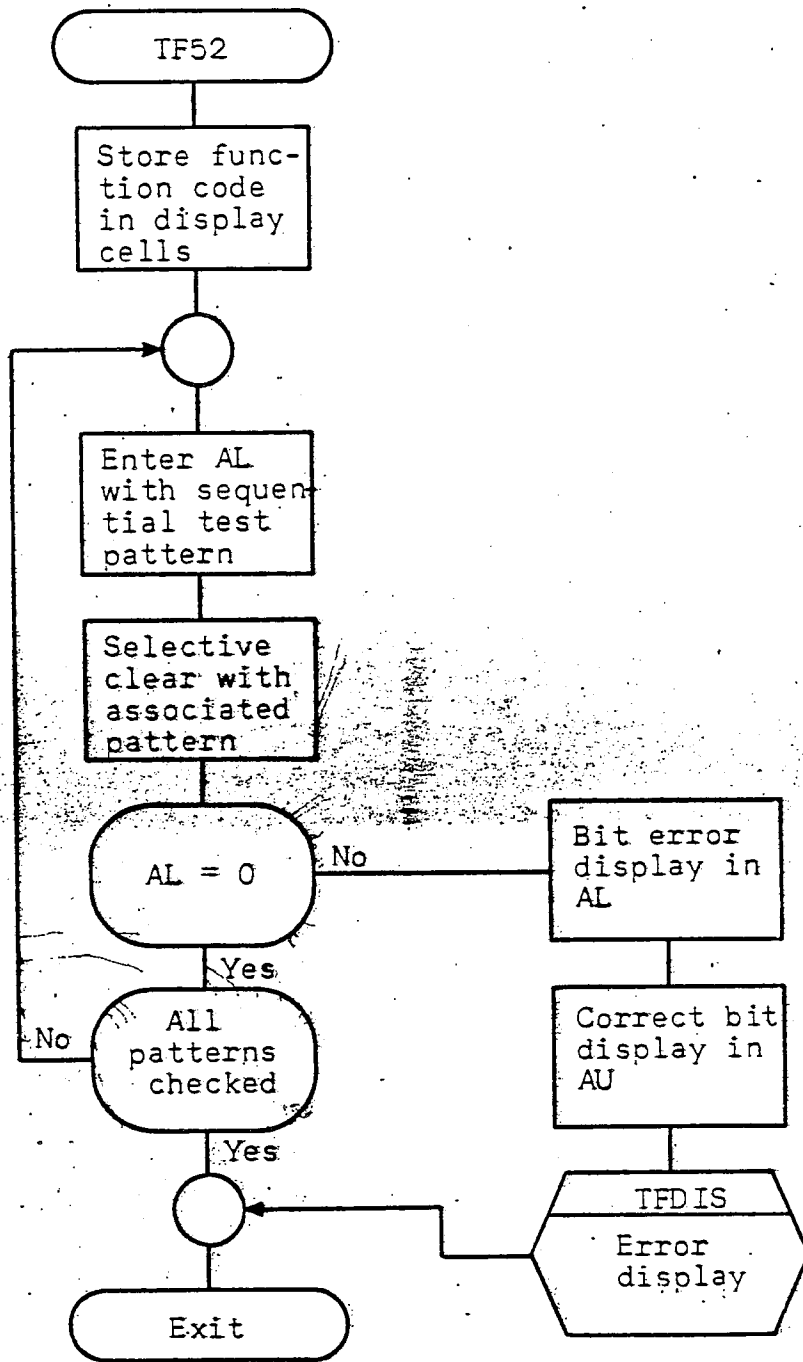 TF52
Store func-
tion code
in display
cells
Enter AL
with sequen-
tial test
pattern
Selective
clear with
associated
pattern
AL = 0
No
Yes
All
patterns
checked
No
Yes
Exit
Bit error
display in
AL
Correct bit
display in
AU
TFDIS
Error
display